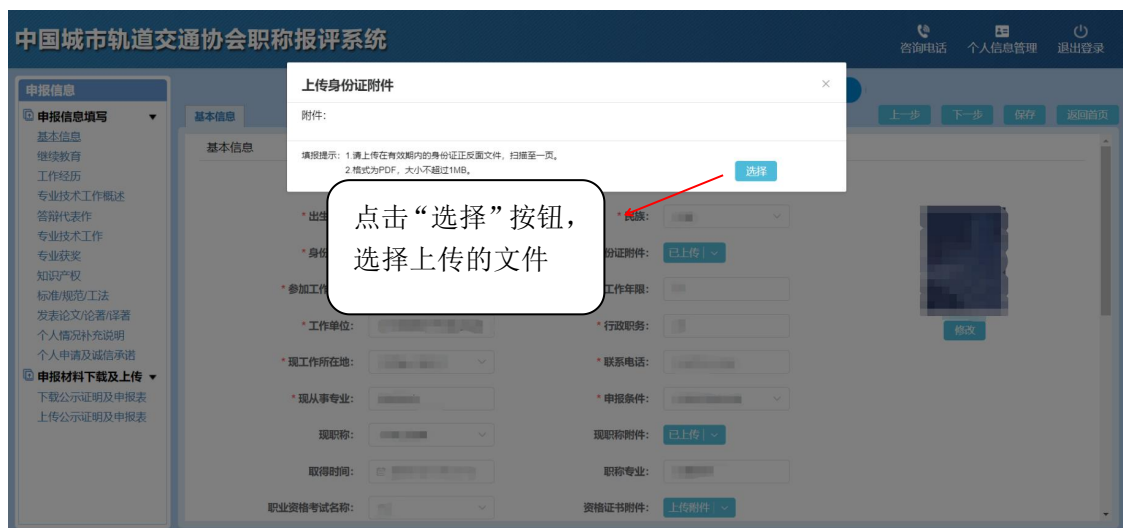 中国城市轨道交通协会职称报评系统
咨询电话 个人信息管理 退出登录
申报信息
申报信息填写
基本信息
继续教育
工作经历
专业技术工作概述
答辩代表作
专业技术工作
专业获奖
知识产权
标准/规范/工法
发表论文/论著/译著
个人情况补充说明
个人申请及诚信承诺
申报材料下载及上传
下载公示证明及申报表
上传公示证明及申报表
基本信息
上一步 下一步 保存 返回首页
基本信息
上传身份证附件 ×
附件:
填报提示: 1.请上传在有效期内的身份证正反面文件，扫描至一页。
2.格式为PDF，大小不超过1MB。
选择
点击“选择”按钮，
选择上传的文件
*出生
*民族:
*身份
份证附件: 已上传
*参加工作
工作年限:
*工作单位:
*行政职务:
修改
*现工作所在地:
*联系电话:
*现从事专业:
*申报条件:
现职称:
现职称附件: 已上传
取得时间:
职称专业:
职业资格考试名称:
资格证书附件: 上传附件